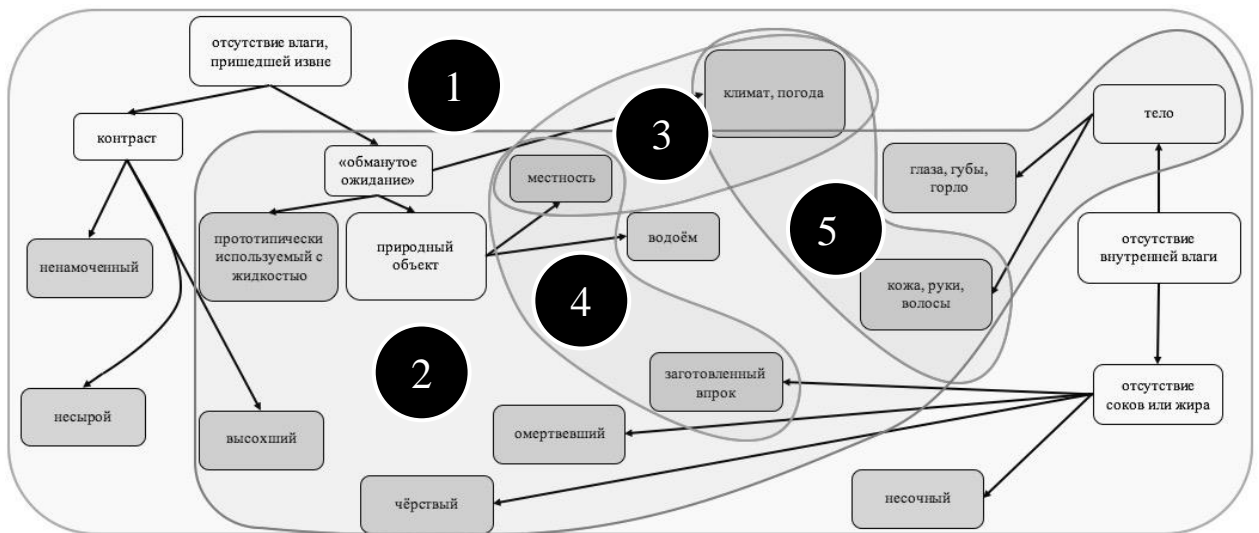 отсутствие влаги,
пришедшей извне
1
климат, погода
3
тело
контраст
«обманутое
ожидание»
местность
глаза, губы,
горло
прототипически
используемый с
жидкостью
природный
объект
водоём
5
отсутствие
внутренней влаги
ненамоченный
4
кожа, руки,
волосы
2
заготовленный
впрок
отсутствие
соков или жира
несырой
высохший
омертвевший
чёрствый
несочный